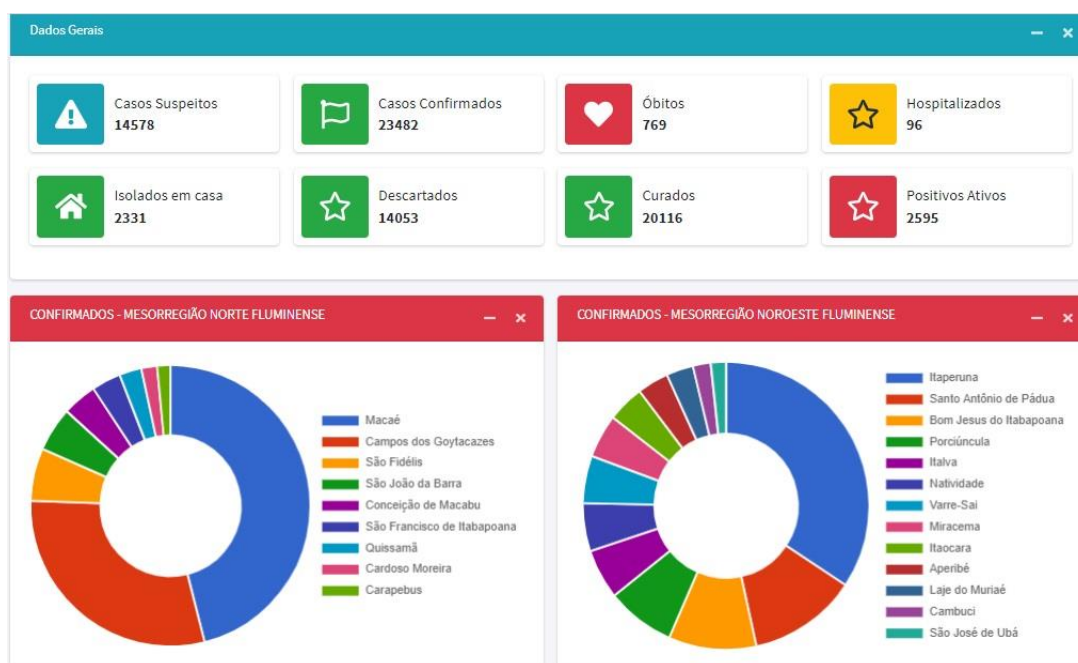 Dados Gerais
Casos Suspeitos
14578
Casos Confirmados
23482
Óbitos
769
Hospitalizados
96
Isolados em casa
2331
Descartados
14053
Curados
20116
Positivos Ativos
2595
CONFIRMADOS - MESORREGIÃO NORTE FLUMINENSE
Macaé
Campos dos Goytacazes
São Fidélis
São João da Barra
Conceição de Macabu
São Francisco de Itabapoana
Quissamã
Cardoso Moreira
Carapebus
CONFIRMADOS - MESORREGIÃO NOROESTE FLUMINENSE
Itaperuna
Santo Antônio de Pádua
Bom Jesus do Itabapoana
Porciúncula
Italva
Natividade
Varre-Sai
Miracema
Itaocara
Aperibé
Laje do Muriaé
Cambuci
São José de Ubá